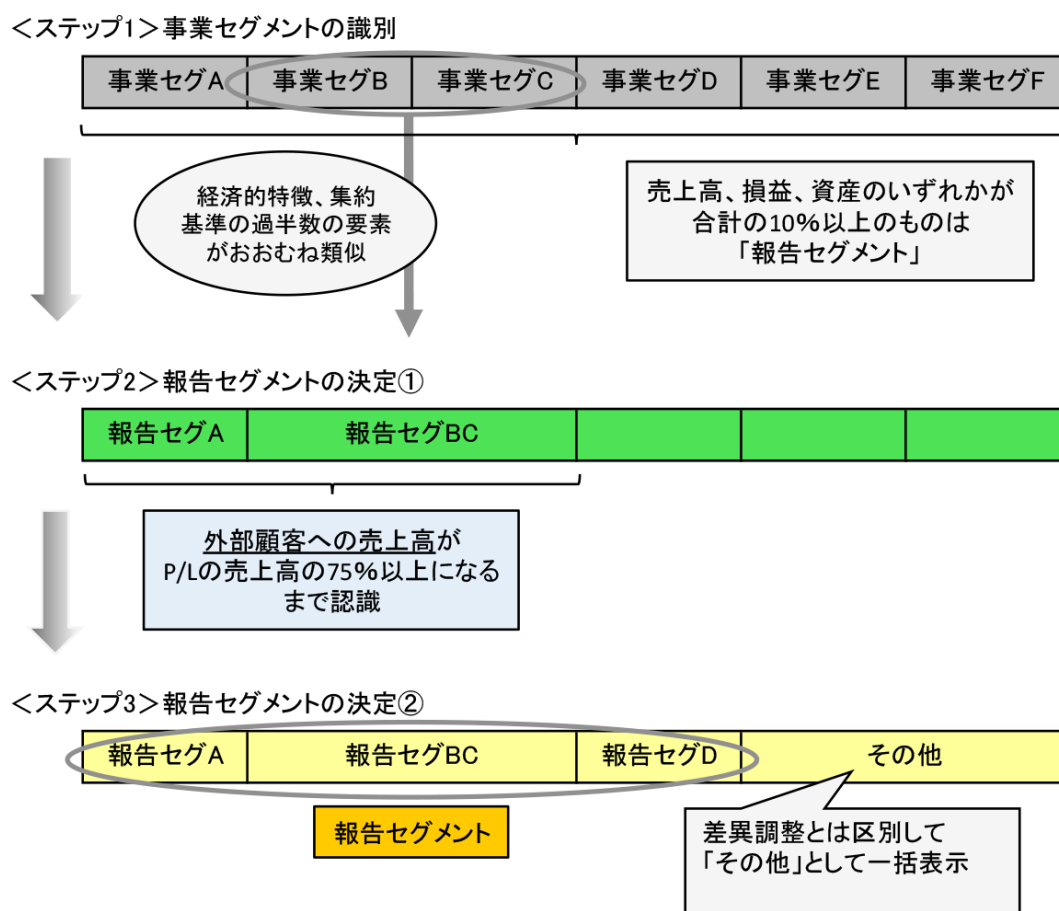 ＜ステップ1＞事業セグメントの識別
事業セグA 事業セグB 事業セグC 事業セグD 事業セグE 事業セグF
経済的特徴、集約
基準の過半数の要素
がおおむね類似
売上高、損益、資産のいずれかが
合計の10％以上のものは
「報告セグメント」
＜ステップ2＞報告セグメントの決定①
報告セグA 報告セグBC
外部顧客への売上高が
P/Lの売上高の75％以上になる
まで認識
＜ステップ3＞報告セグメントの決定②
報告セグA 報告セグBC 報告セグD その他
報告セグメント
差異調整とは区別して
「その他」として一括表示